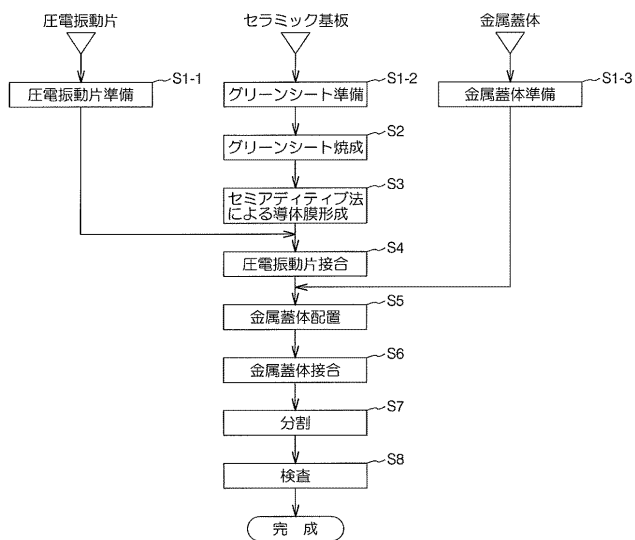 圧電振動片
セラミック基板
金属蓋体
S1-1
S1-2
S1-3
圧電振動片準備
グリーンシート準備
金属蓋体準備
S2
グリーンシート焼成
S3
セミアディティブ法
による導体膜形成
S4
圧電振動片接合
S5
金属蓋体配置
S6
金属蓋体接合
S7
分割
S8
検査
完 成